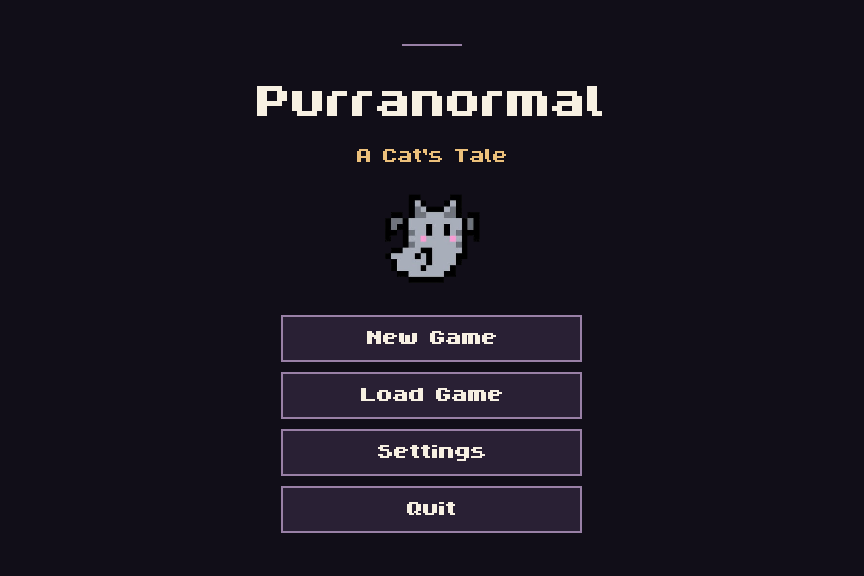 Purranormal
A Cat's Tale
New Game
Load Game
Settings
Quit